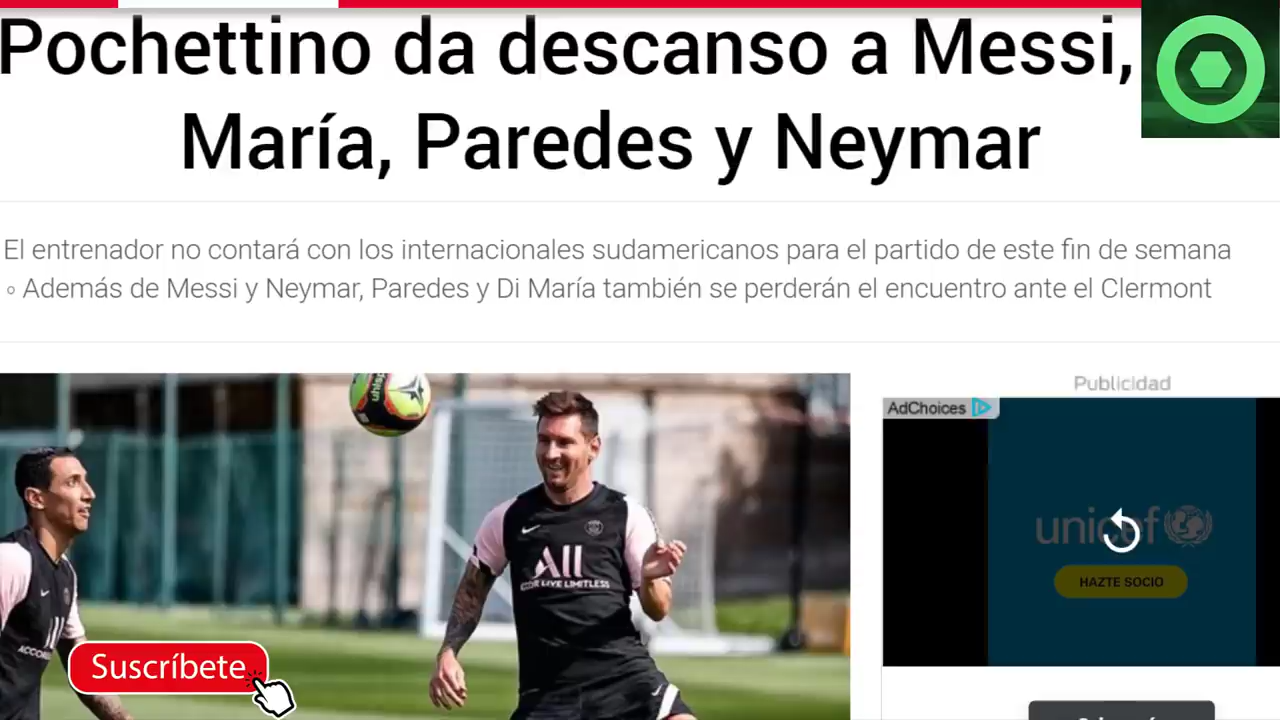 Pochettino da descanso a Messi,
María, Paredes y Neymar
El entrenador no contará con los internacionales sudamericanos para el partido de este fin de semana
◦ Además de Messi y Neymar, Paredes y Di María también se perderán el encuentro ante el Clermont
Publicidad
AdChoices
unicef
HAZTE SOCIO
uhlsp
ALL
ACCOR LIVE LIMITLESS
Suscríbete